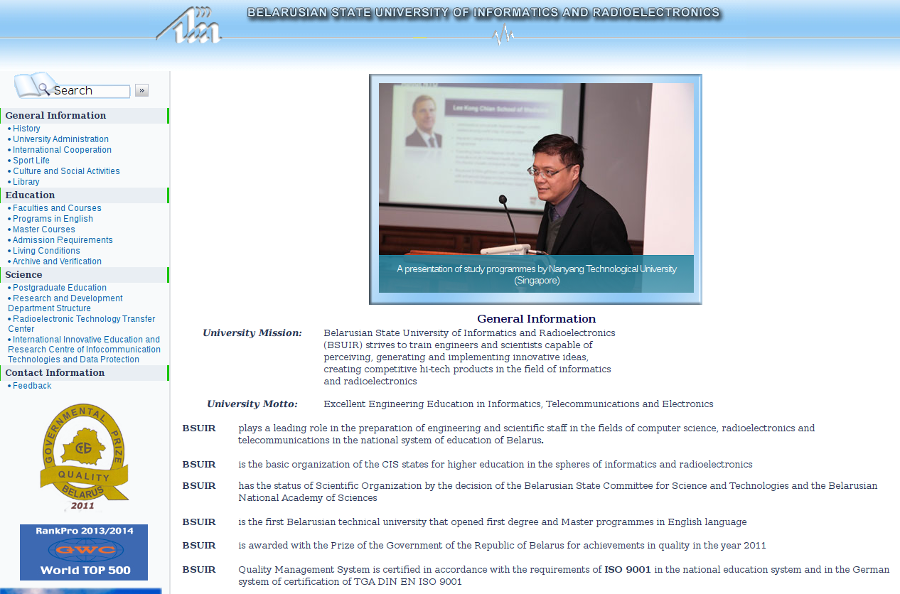 BELARUSIAN STATE UNIVERSITY OF INFORMATICS AND RADIOELECTRONICS
Search
»
General Information
• History
• University Administration
• International Cooperation
• Sport Life
• Culture and Social Activities
• Library
Education
• Faculties and Courses
• Programs in English
• Master Courses
• Admission Requirements
• Living Conditions
• Archive and Verification
Science
• Postgraduate Education
• Research and Development
Department Structure
• Radioelectronic Technology Transfer
Center
• International Innovative Education and
Research Centre of Infocommunication
Technologies and Data Protection
Contact Information
• Feedback
GOVERNMENTAL PRIZE
QUALITY
BELARUS
2011
RankPro 2013/2014
GWC
World TOP 500
Lee Kong Chian School of Medicine
A presentation of study programmes by Nanyang Technological University
(Singapore)
General Information
University Mission:
Belarusian State University of Informatics and Radioelectronics
(BSUIR) strives to train engineers and scientists capable of
perceiving, generating and implementing innovative ideas,
creating competitive hi-tech products in the field of informatics
and radioelectronics
University Motto:
Excellent Engineering Education in Informatics, Telecommunications and Electronics
BSUIR plays a leading role in the preparation of engineering and scientific staff in the fields of computer science, radioelectronics and
telecommunications in the national system of education of Belarus.
BSUIR is the basic organization of the CIS states for higher education in the spheres of informatics and radioelectronics
BSUIR has the status of Scientific Organization by the decision of the Belarusian State Committee for Science and Technologies and the Belarusian
National Academy of Sciences
BSUIR is the first Belarusian technical university that opened first degree and Master programmes in English language
BSUIR is awarded with the Prize of the Government of the Republic of Belarus for achievements in quality in the year 2011
BSUIR Quality Management System is certified in accordance with the requirements of ISO 9001 in the national education system and in the German
system of certification of TGA DIN EN ISO 9001